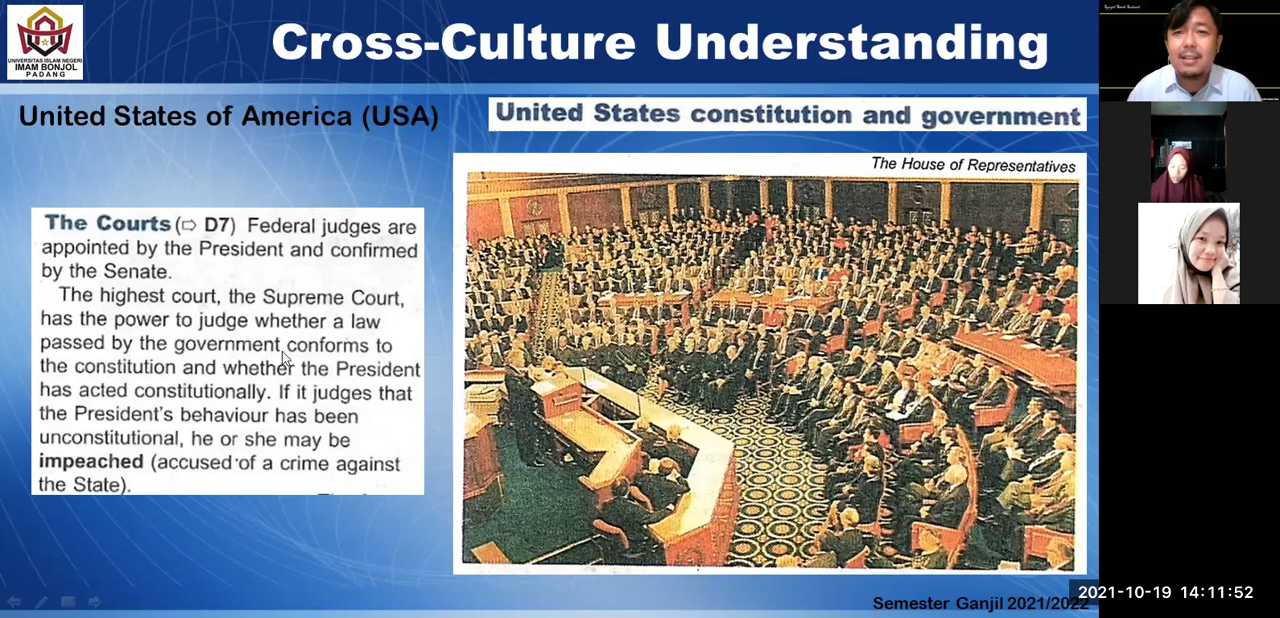 UNIVERSITAS ISLAM NEGERI
IMAM BONJOL
PADANG
Cross-Culture Understanding
United States of America (USA)
United States constitution and government
The House of Representatives
The Courts (⇨ D7) Federal judges are
appointed by the President and confirmed
by the Senate.
The highest court, the Supreme Court,
has the power to judge whether a law
passed by the government conforms to
the constitution and whether the President
has acted constitutionally. If it judges that
the President's behaviour has been
unconstitutional, he or she may be
impeached (accused of a crime against
the State).
Semester Ganjil 2021/2022
2021-10-19 14:11:52